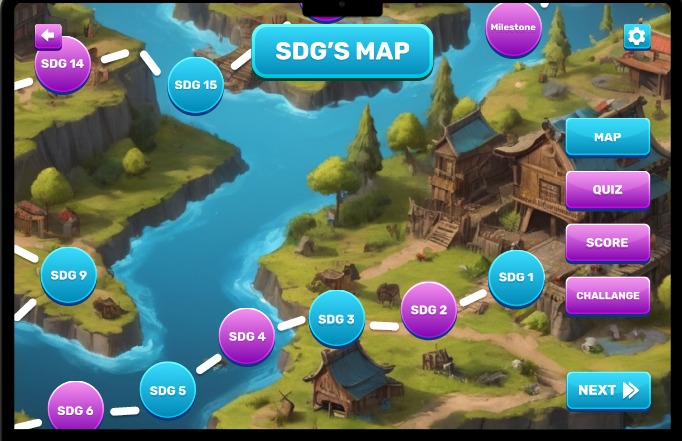 Milestone
SDG'S MAP
SDG 14
SDG 15
MAP
QUIZ
SCORE
CHALLANGE
SDG 9
SDG 1
SDG 2
SDG 3
SDG 4
SDG 5
SDG 6
NEXT